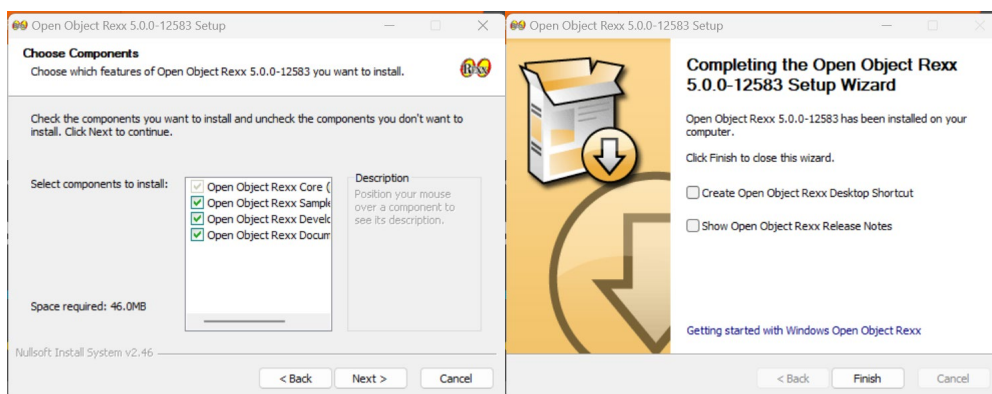 Open Object Rexx 5.0.0-12583 Setup
Choose Components
Choose which features of Open Object Rexx 5.0.0-12583 you want to install.
Rexx
Check the components you want to install and uncheck the components you don't want to
install. Click Next to continue.
Select components to install:
Open Object Rexx Core (
Open Object Rexx Sample
Open Object Rexx Develo
Open Object Rexx Docum
Description
Position your mouse
over a component to
see its description.
Space required: 46.0MB
Nullsoft Install System v2.46
< Back
Next >
Cancel
Open Object Rexx 5.0.0-12583 Setup
Completing the Open Object Rexx
5.0.0-12583 Setup Wizard
Open Object Rexx 5.0.0-12583 has been installed on your
computer.
Click Finish to close this wizard.
Create Open Object Rexx Desktop Shortcut
Show Open Object Rexx Release Notes
Getting started with Windows Open Object Rexx
< Back
Finish
Cancel